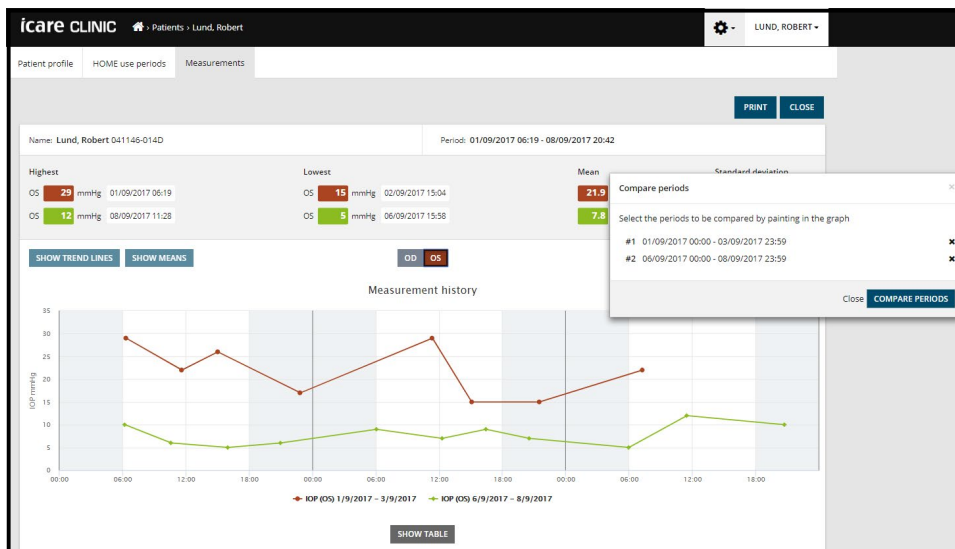 icare CLINIC › Patients › Lund, Robert LUND, ROBERT
Patient profile HOME use periods Measurements
PRINT CLOSE
Name: Lund, Robert 041146-014D Period: 01/09/2017 06:19 - 08/09/2017 20:42
Highest Lowest Mean Standard deviation
OS 29 mmHg 01/09/2017 06:19 OS 15 mmHg 02/09/2017 15:04 21.9
OS 12 mmHg 08/09/2017 11:28 OS 5 mmHg 06/09/2017 15:58 7.8
Compare periods ×
Select the periods to be compared by painting in the graph
#1 01/09/2017 00:00 - 03/09/2017 23:59 ×
#2 06/09/2017 00:00 - 08/09/2017 23:59 ×
Close COMPARE PERIODS
SHOW TREND LINES SHOW MEANS OD OS
Measurement history
IOP mmHg
35
30
25
20
15
10
5
0
00:00 06:00 12:00 18:00 00:00 06:00 12:00 18:00 00:00 06:00 12:00 18:00
IOP (OS) 1/9/2017 – 3/9/2017 IOP (OS) 6/9/2017 – 8/9/2017
SHOW TABLE